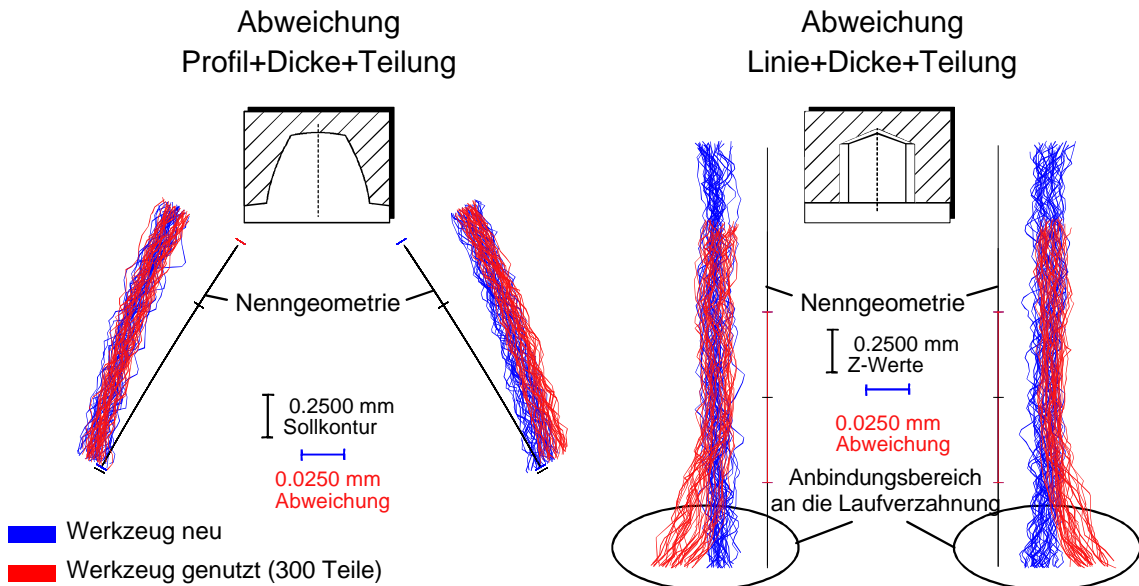 Abweichung
Profil+Dicke+Teilung
Nenngeometrie
0.2500 mm
Sollkontur
0.0250 mm
Abweichung
Werkzeug neu
Werkzeug genutzt (300 Teile)
Abweichung
Linie+Dicke+Teilung
Nenngeometrie
0.2500 mm
Z-Werte
0.0250 mm
Abweichung
Anbindungsbereich
an die Laufverzahnung